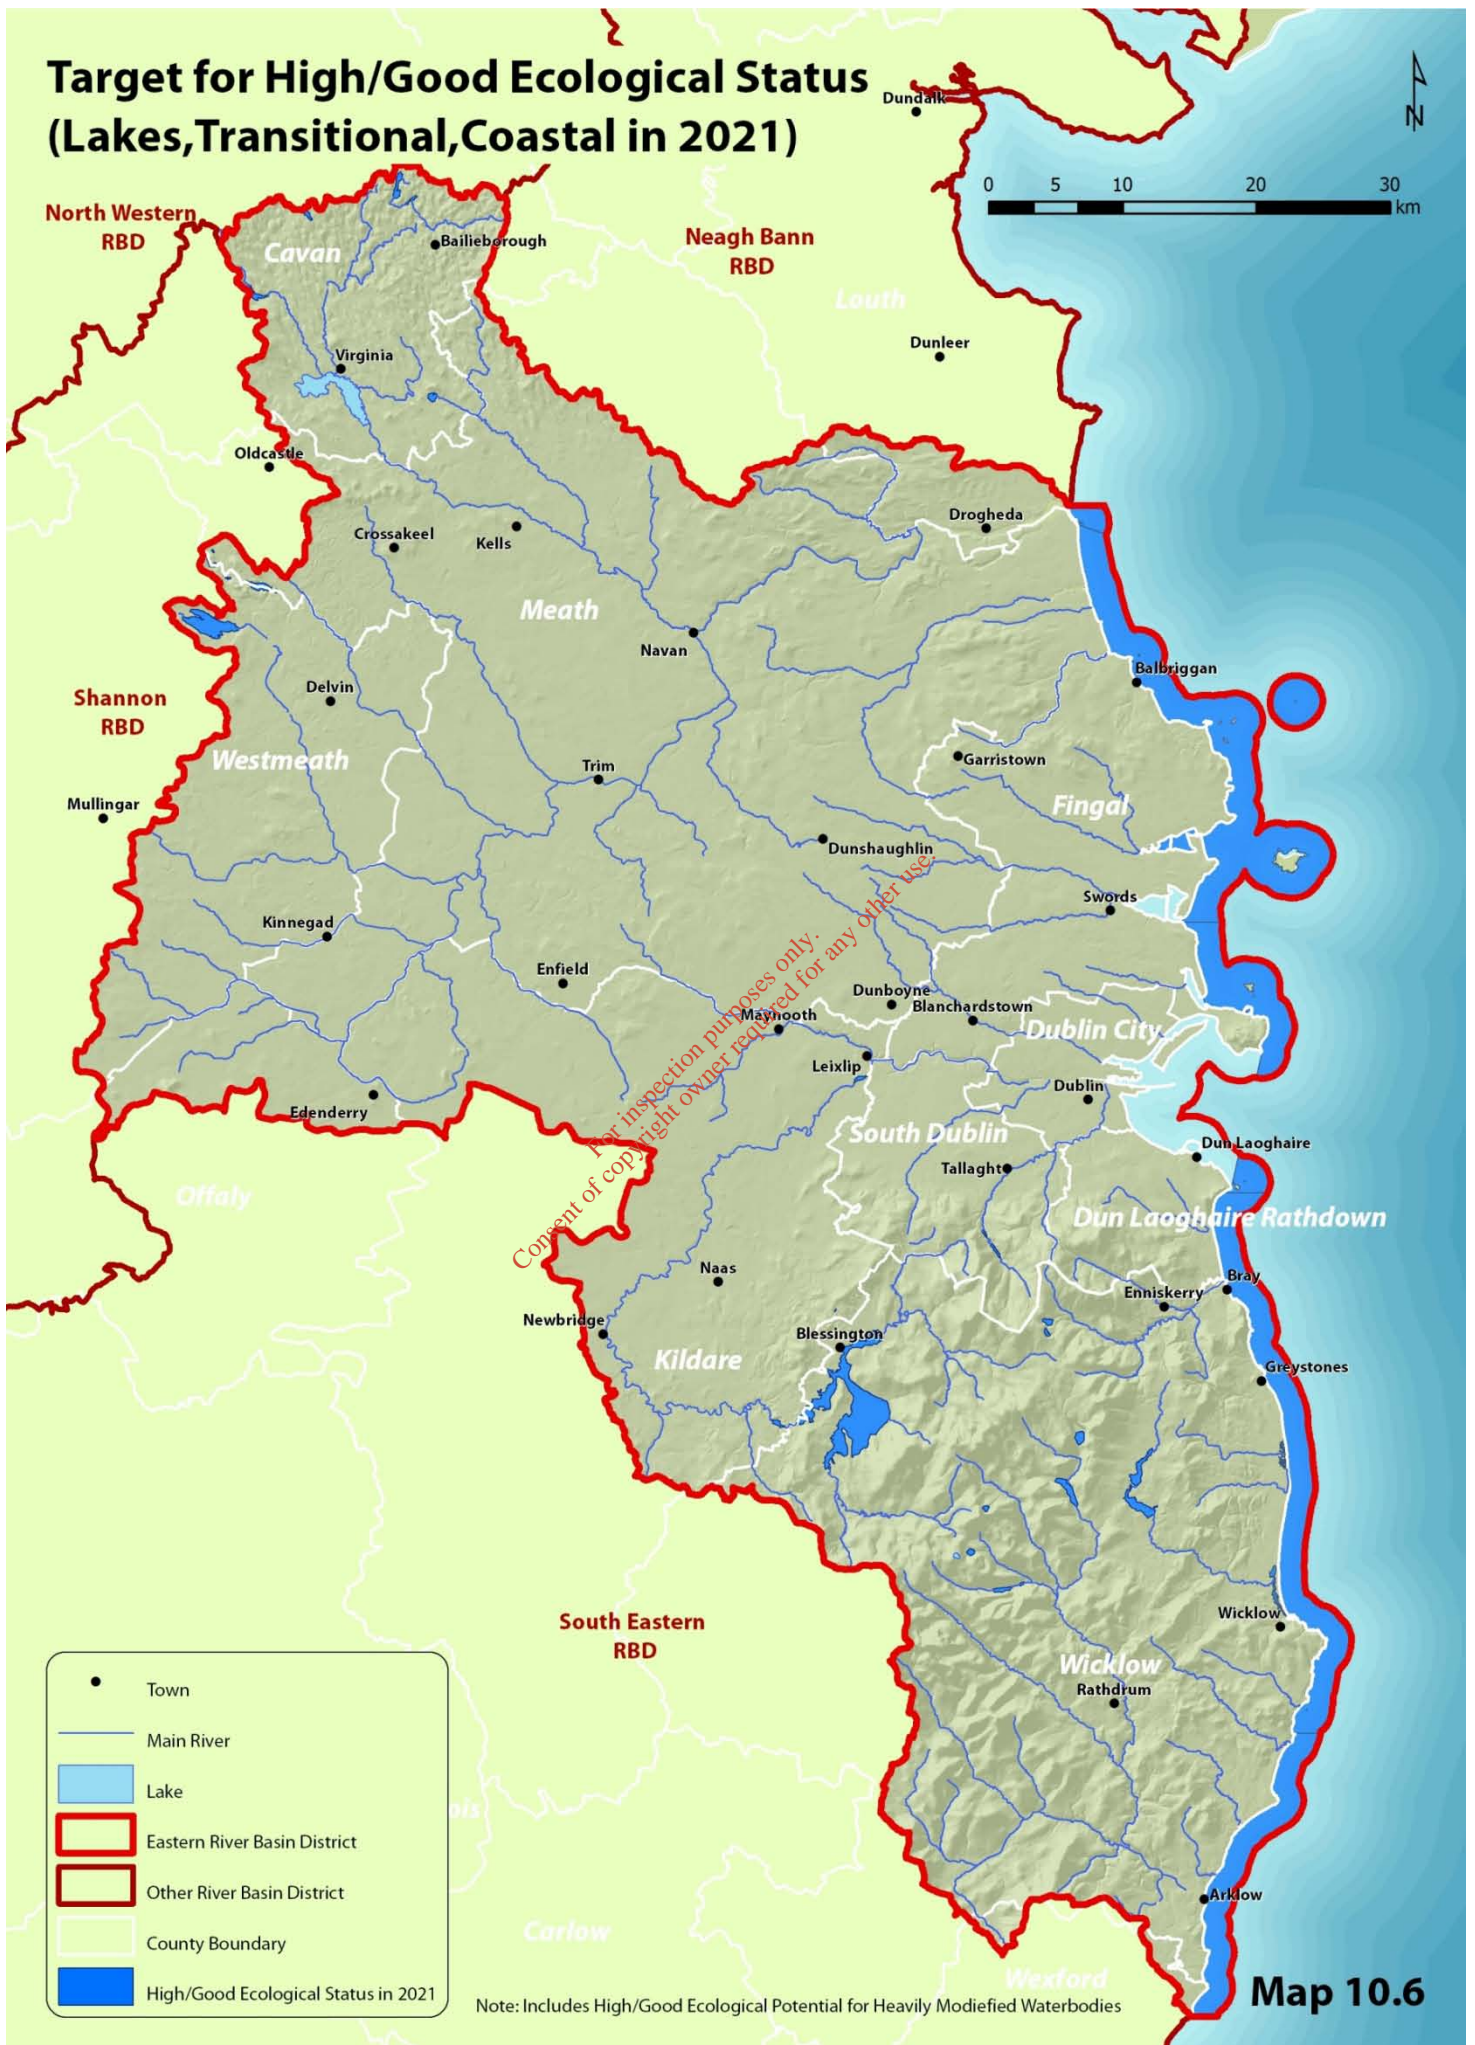 Target for High/Good Ecological Status
(Lakes,Transitional,Coastal in 2021)
Dundalk
N
0 5 10 20 30
km
North Western
RBD
Cavan
Bailieborough
Neagh Bann
RBD
Louth
Dunleer
Virginia
Oldcastle
Drogheda
Crossakeel
Kells
Meath
Navan
Balbriggan
Shannon
RBD
Delvin
Westmeath
Trim
Garristown
Fingal
Mullingar
Dunshaughlin
Swords
Kinnegad
Enfield
Dunboyne
Blanchardstown
Maynooth
Dublin City
Leixlip
Dublin
Edenderry
South Dublin
Dun Laoghaire
Tallaght
Offaly
Dun Laoghaire Rathdown
For inspection purposes only.
Consent of copyright owner required for any other use.
Naas
Bray
Enniskerry
Newbridge
Blessington
Kildare
Greystones
South Eastern
RBD
Wicklow
Wicklow
Rathdrum
Arklow
Carlow
Wexford
ois
Town
Main River
Lake
Eastern River Basin District
Other River Basin District
County Boundary
High/Good Ecological Status in 2021
Note: Includes High/Good Ecological Potential for Heavily Modiefied Waterbodies
Map 10.6